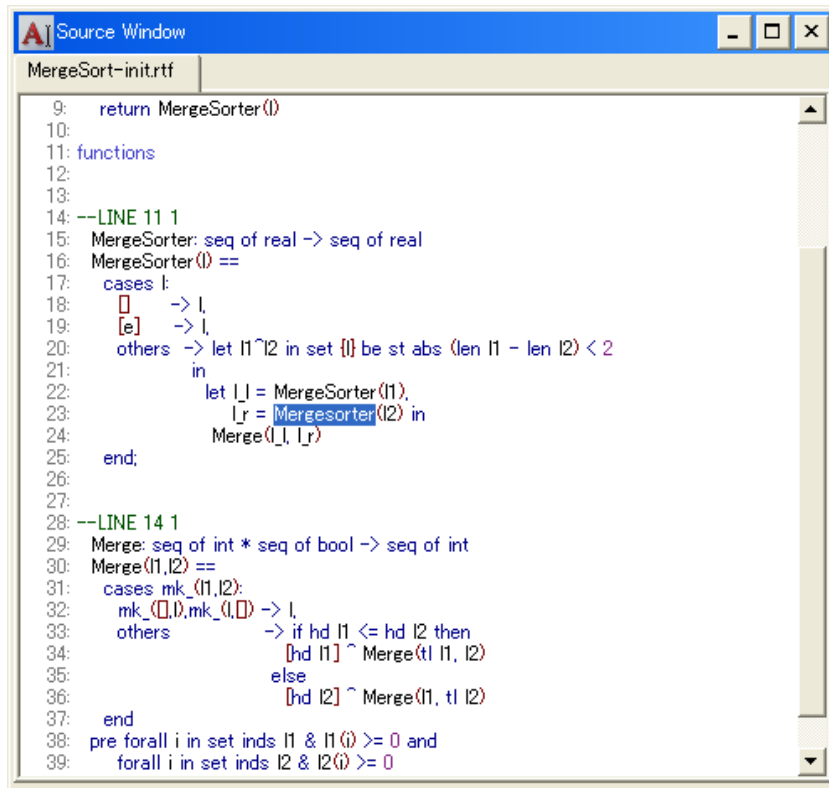 Source Window
MergeSort-init.rtf
9: return MergeSorter(l)
10:
11: functions
12:
13:
14: --LINE 11 1
15: MergeSorter: seq of real -> seq of real
16: MergeSorter(l) ==
17: cases l:
18: [] -> l,
19: [e] -> l,
20: others -> let l1^l2 in set {l} be st abs (len l1 - len l2) < 2
21: in
22: let l_l = MergeSorter(l1),
23: l_r = Mergesorter(l2) in
24: Merge(l_l, l_r)
25: end;
26:
27:
28: --LINE 14 1
29: Merge: seq of int * seq of bool -> seq of int
30: Merge(l1,l2) ==
31: cases mk_(l1,l2):
32: mk_([],l),mk_(l,[]) -> l,
33: others -> if hd l1 <= hd l2 then
34: [hd l1] ^ Merge(tl l1, l2)
35: else
36: [hd l2] ^ Merge(l1, tl l2)
37: end
38: pre forall i in set inds l1 & l1(i) >= 0 and
39: forall i in set inds l2 & l2(i) >= 0